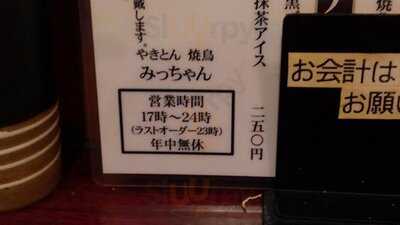 黒
抹茶アイス
二五〇円
戴します。
やきとん 焼鳥
みっちゃん
営業時間
17時～24時
(ラストオーダー23時)
年中無休
お会計は
お願い